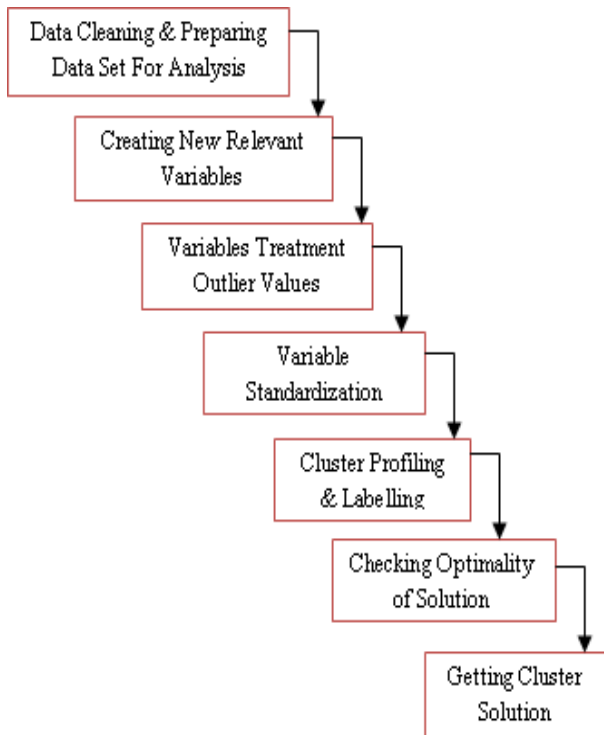 Data Cleaning & Preparing
Data Set For Analysis
Creating New Relevant
Variables
Variables Treatment
Outlier Values
Variable
Standardization
Cluster Profiling
& Labelling
Checking Optimality
of Solution
Getting Cluster
Solution